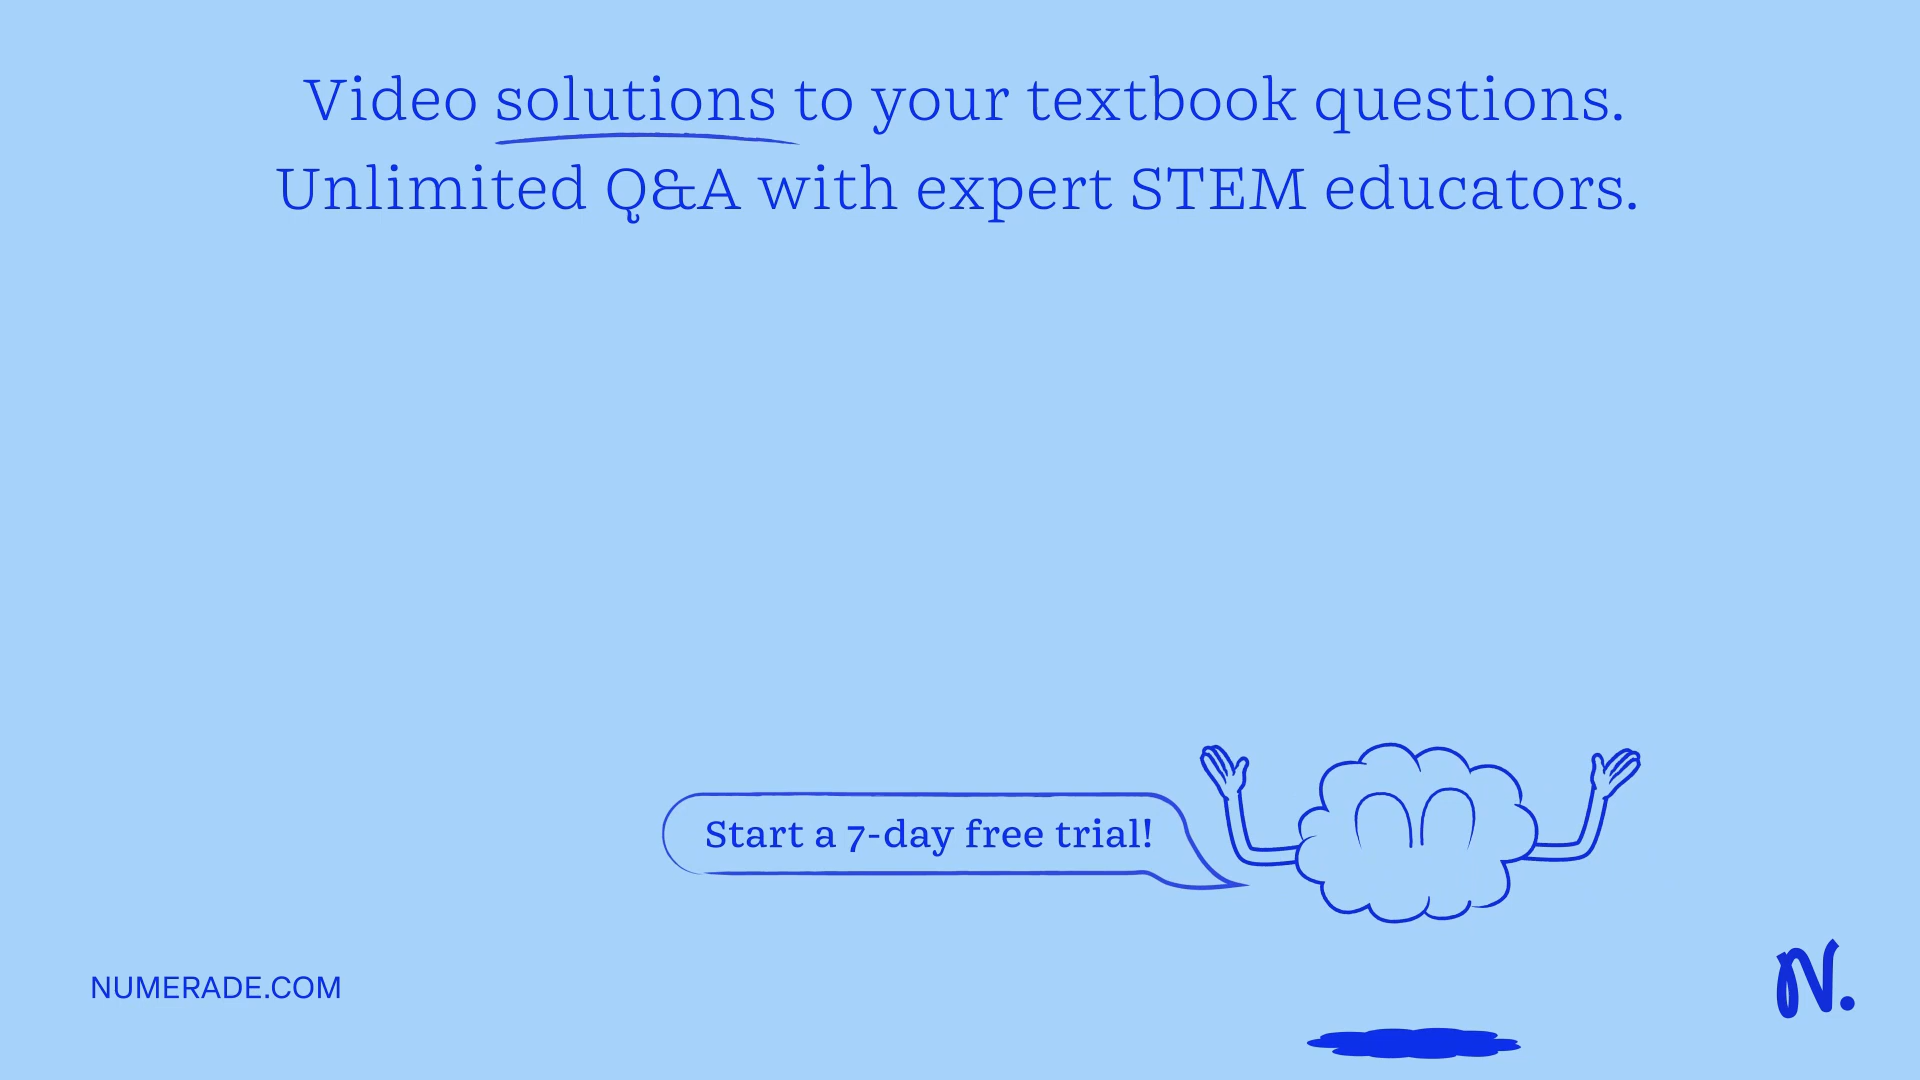 Video solutions to your textbook questions.
Unlimited Q&A with expert STEM educators.
Start a 7-day free trial!
NUMERADE.COM
N.